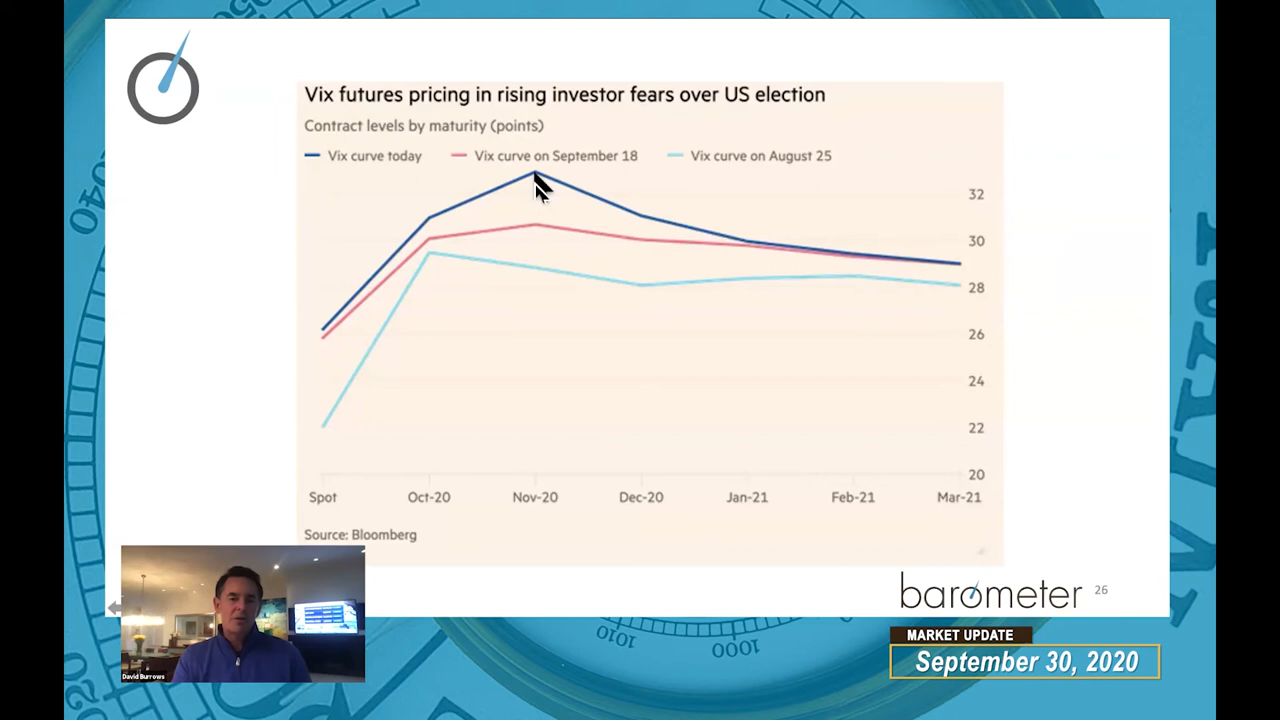 Vix futures pricing in rising investor fears over US election
Contract levels by maturity (points)
Vix curve today Vix curve on September 18 Vix curve on August 25
32
30
28
26
24
22
20
Spot Oct-20 Nov-20 Dec-20 Jan-21 Feb-21 Mar-21
Source: Bloomberg
barometer 26
David Burrows
MARKET UPDATE
September 30, 2020
1040
1010
1000